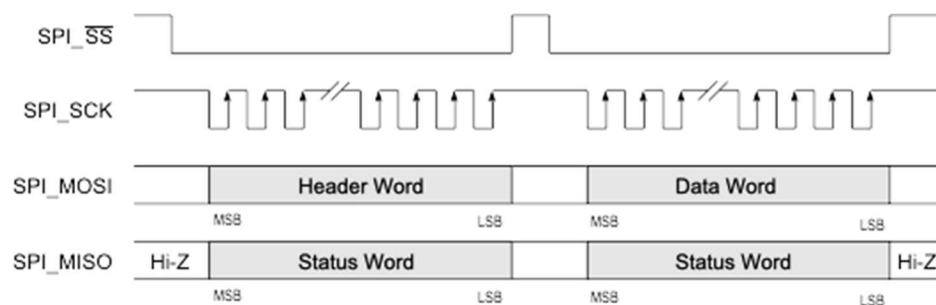 SPI_SS
SPI_SCK
SPI_MOSI Header Word Data Word
MSB LSB MSB LSB
SPI_MISO Hi-Z Status Word Status Word Hi-Z
MSB LSB MSB LSB